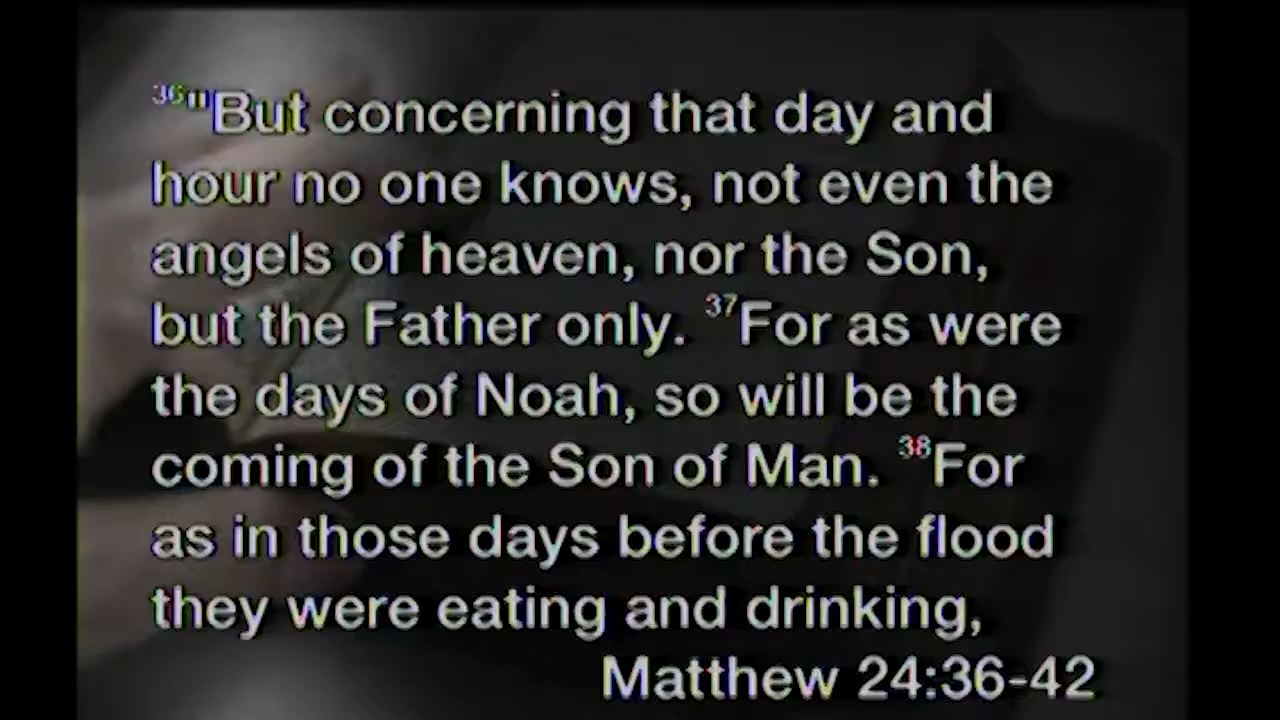 ³⁶"But concerning that day and
hour no one knows, not even the
angels of heaven, nor the Son,
but the Father only. ³⁷For as were
the days of Noah, so will be the
coming of the Son of Man. ³⁸For
as in those days before the flood
they were eating and drinking,
Matthew 24:36-42